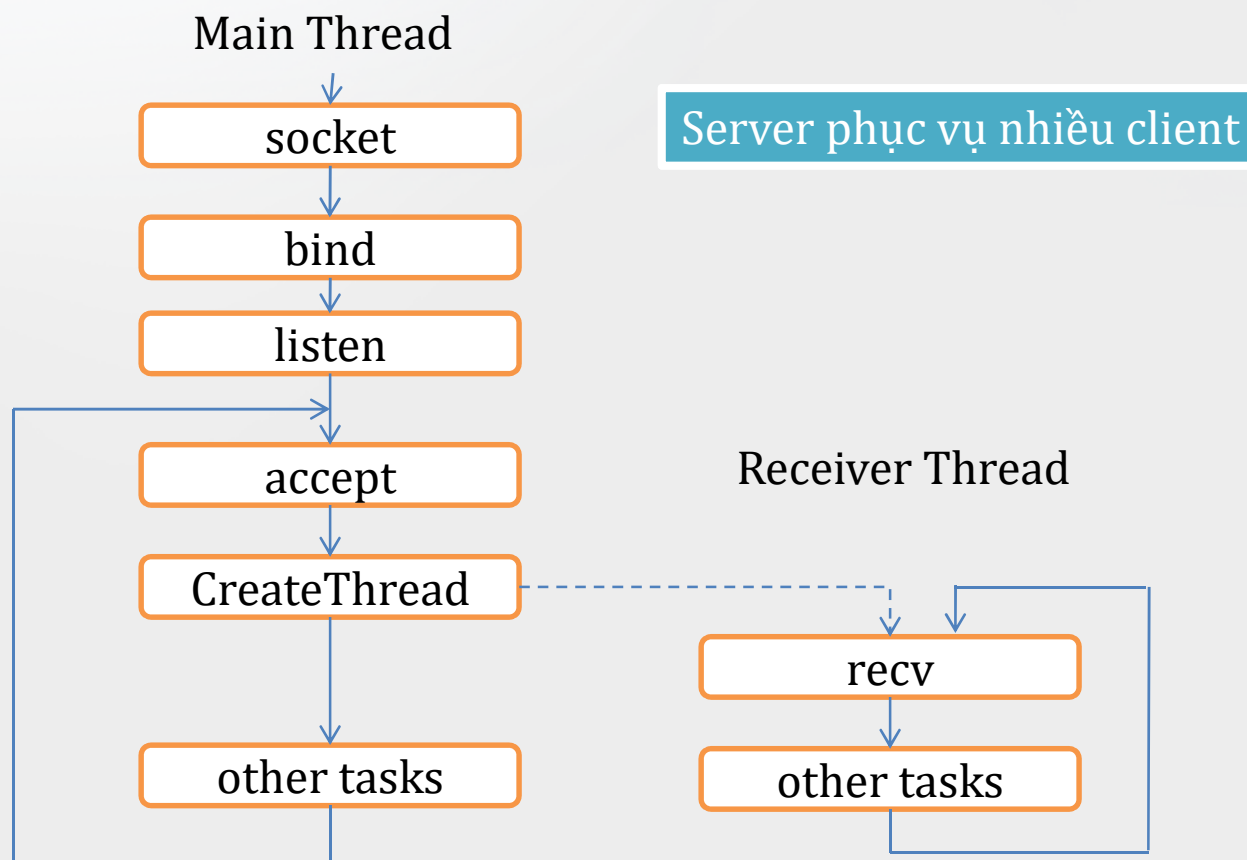 Main Thread
socket
Server phục vụ nhiều client
bind
listen
accept
Receiver Thread
CreateThread
recv
other tasks
other tasks